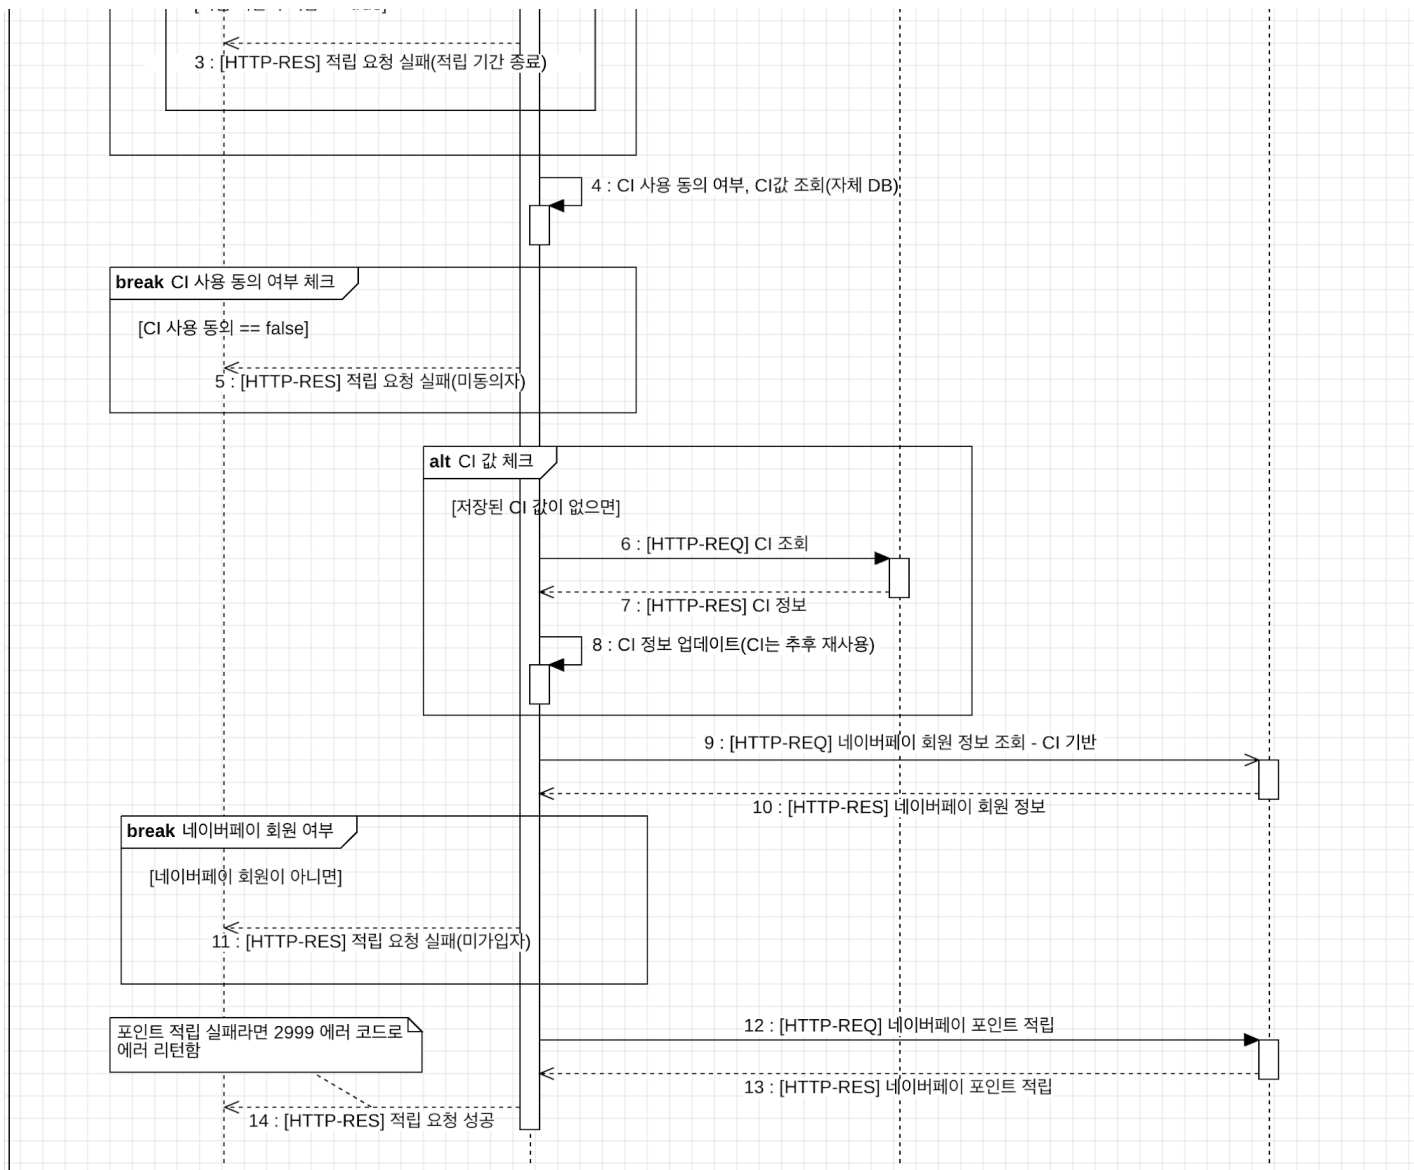 3 : [HTTP-RES] 적립 요청 실패(적립 기간 종료)
4 : CI 사용 동의 여부, CI값 조회(자체 DB)
break CI 사용 동의 여부 체크
[CI 사용 동의 == false]
5 : [HTTP-RES] 적립 요청 실패(미동의자)
alt CI 값 체크
[저장된 CI 값이 없으면]
6 : [HTTP-REQ] CI 조회
7 : [HTTP-RES] CI 정보
8 : CI 정보 업데이트(CI는 추후 재사용)
9 : [HTTP-REQ] 네이버페이 회원 정보 조회 - CI 기반
10 : [HTTP-RES] 네이버페이 회원 정보
break 네이버페이 회원 여부
[네이버페이 회원이 아니면]
11 : [HTTP-RES] 적립 요청 실패(미가입자)
포인트 적립 실패라면 2999 에러 코드로
에러 리턴함
12 : [HTTP-REQ] 네이버페이 포인트 적립
13 : [HTTP-RES] 네이버페이 포인트 적립
14 : [HTTP-RES] 적립 요청 성공